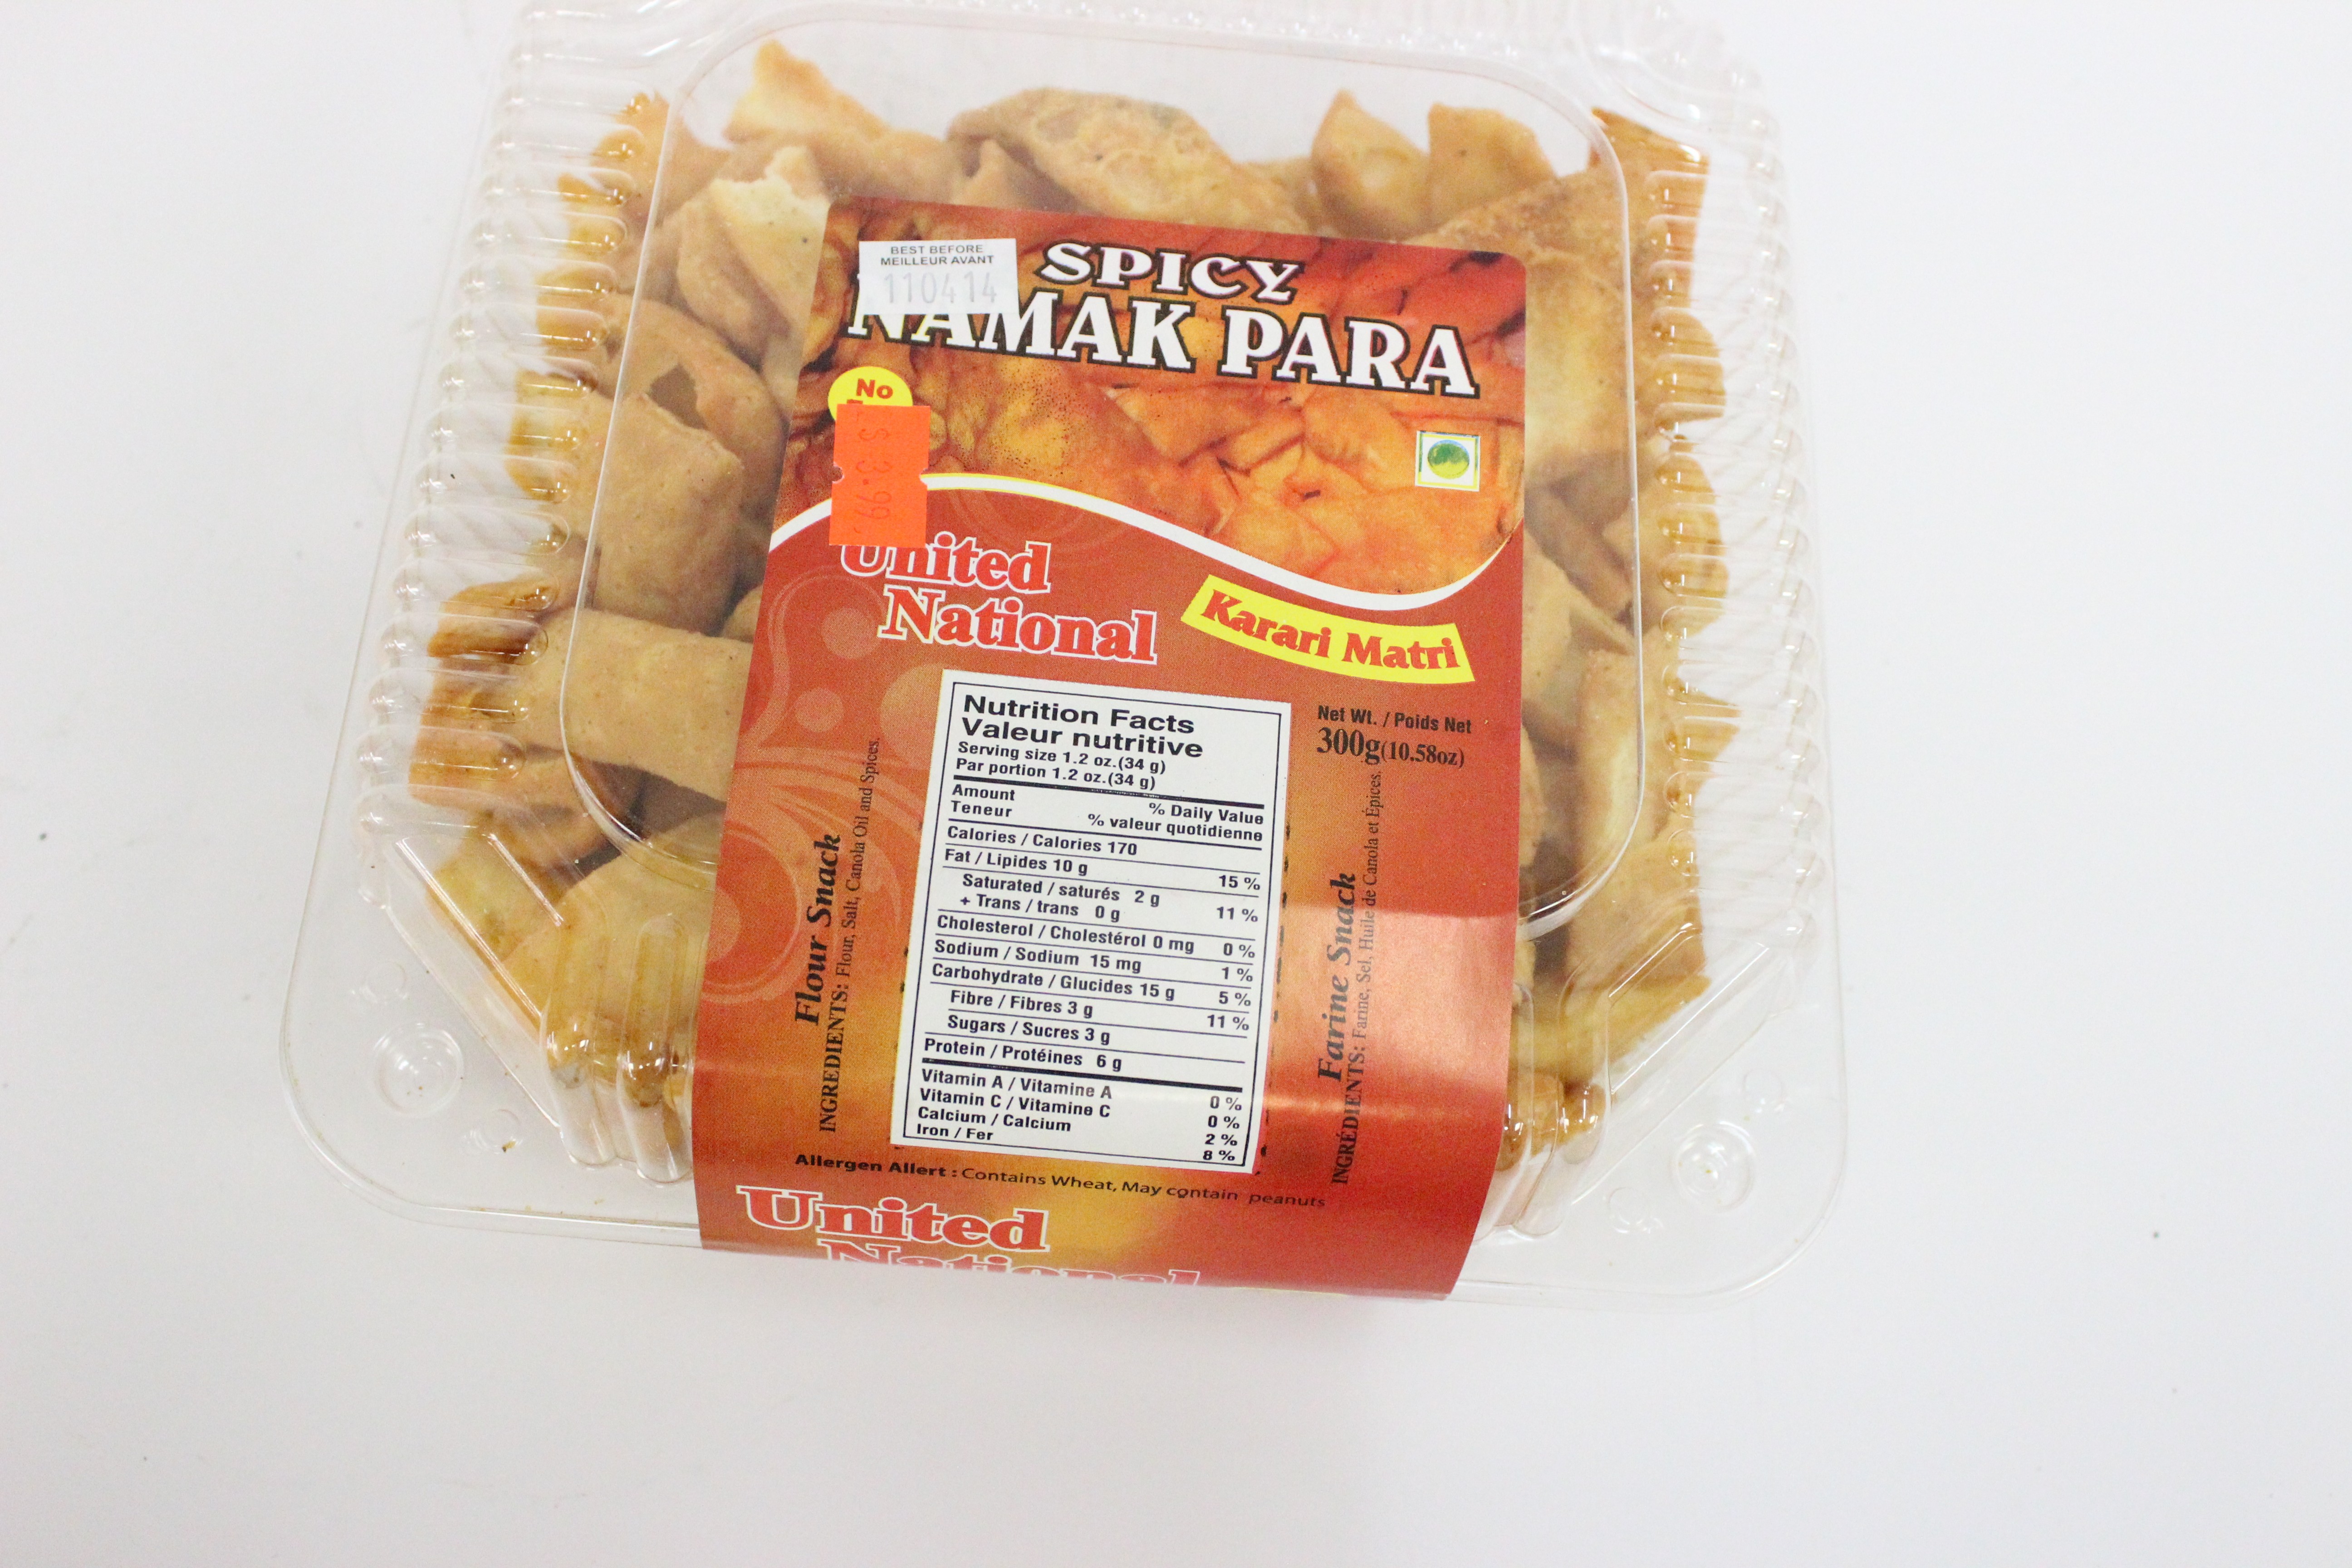 BEST BEFORE
MEILLEUR AVANT
110414
SPICY
NAMAK PARA
No
$ 3.99
United
National
Karari Matri
Net Wt. / Poids Net
300g(10.58oz)
Nutrition Facts
Valeur nutritive
Serving size 1.2 oz.(34 g)
Par portion 1.2 oz.(34 g)
Amount % Daily Value
Teneur % valeur quotidienne
Calories / Calories 170
Fat / Lipides 10 g 15 %
Saturated / saturés 2 g
+ Trans / trans 0 g 11 %
Cholesterol / Cholestérol 0 mg 0 %
Sodium / Sodium 15 mg 1 %
Carbohydrate / Glucides 15 g 5 %
Fibre / Fibres 3 g 11 %
Sugars / Sucres 3 g
Protein / Protéines 6 g
Vitamin A / Vitamine A 0 %
Vitamin C / Vitamine C 0 %
Calcium / Calcium 2 %
Iron / Fer 8 %
Flour Snack
INGREDIENTS: Flour, Salt, Canola Oil and Spices.
Farine Snack
INGRÉDIENTS: Farine, Sel, Huile de Canola et Épices.
Allergen Allert : Contains Wheat, May contain peanuts
United
National